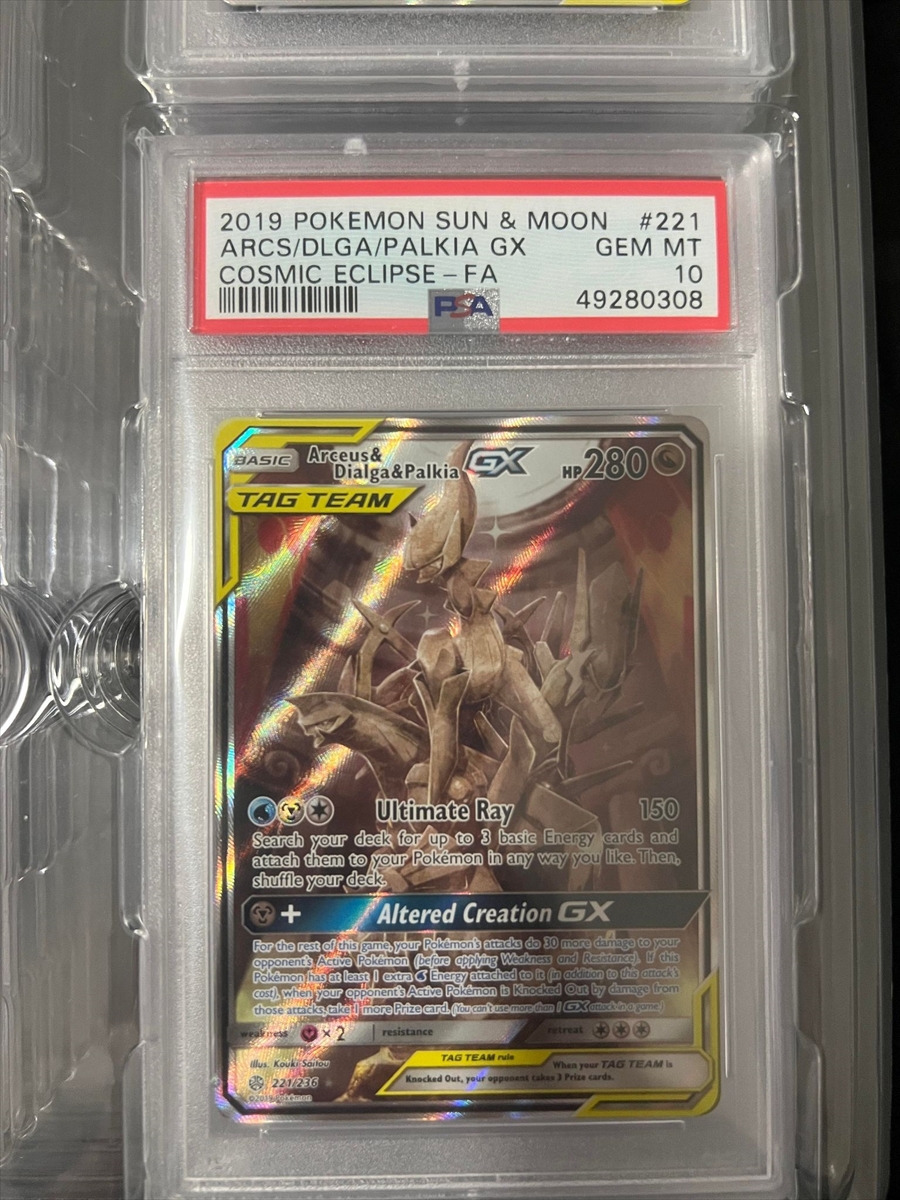 2019 POKEMON SUN & MOON #221
ARCS/DLGA/PALKIA GX GEM MT
COSMIC ECLIPSE - FA 10
PSA 49280308
BASIC Arceus& Dialga&Palkia GX HP280
TAG TEAM
Ultimate Ray 150
Search your deck for up to 3 basic Energy cards and
attach them to your Pokémon in any way you like. Then,
shuffle your deck.
+ Altered Creation GX
For the rest of this game, your Pokémon's attacks do 30 more damage to your
opponent's Active Pokémon (before applying Weakness and Resistance). If this
Pokémon has at least 1 extra Energy attached to it (in addition to this attack's
cost), when your opponent's Active Pokémon is Knocked Out by damage from
those attacks, take 1 more Prize card. (You can't use more than 1 GX attack in a game.)
weakness ×2 resistance retreat
TAG TEAM rule When your TAG TEAM is
Knocked Out, your opponent takes 3 Prize cards.
Illus. Kouki Saitou
221/236
©2019 Pokémon